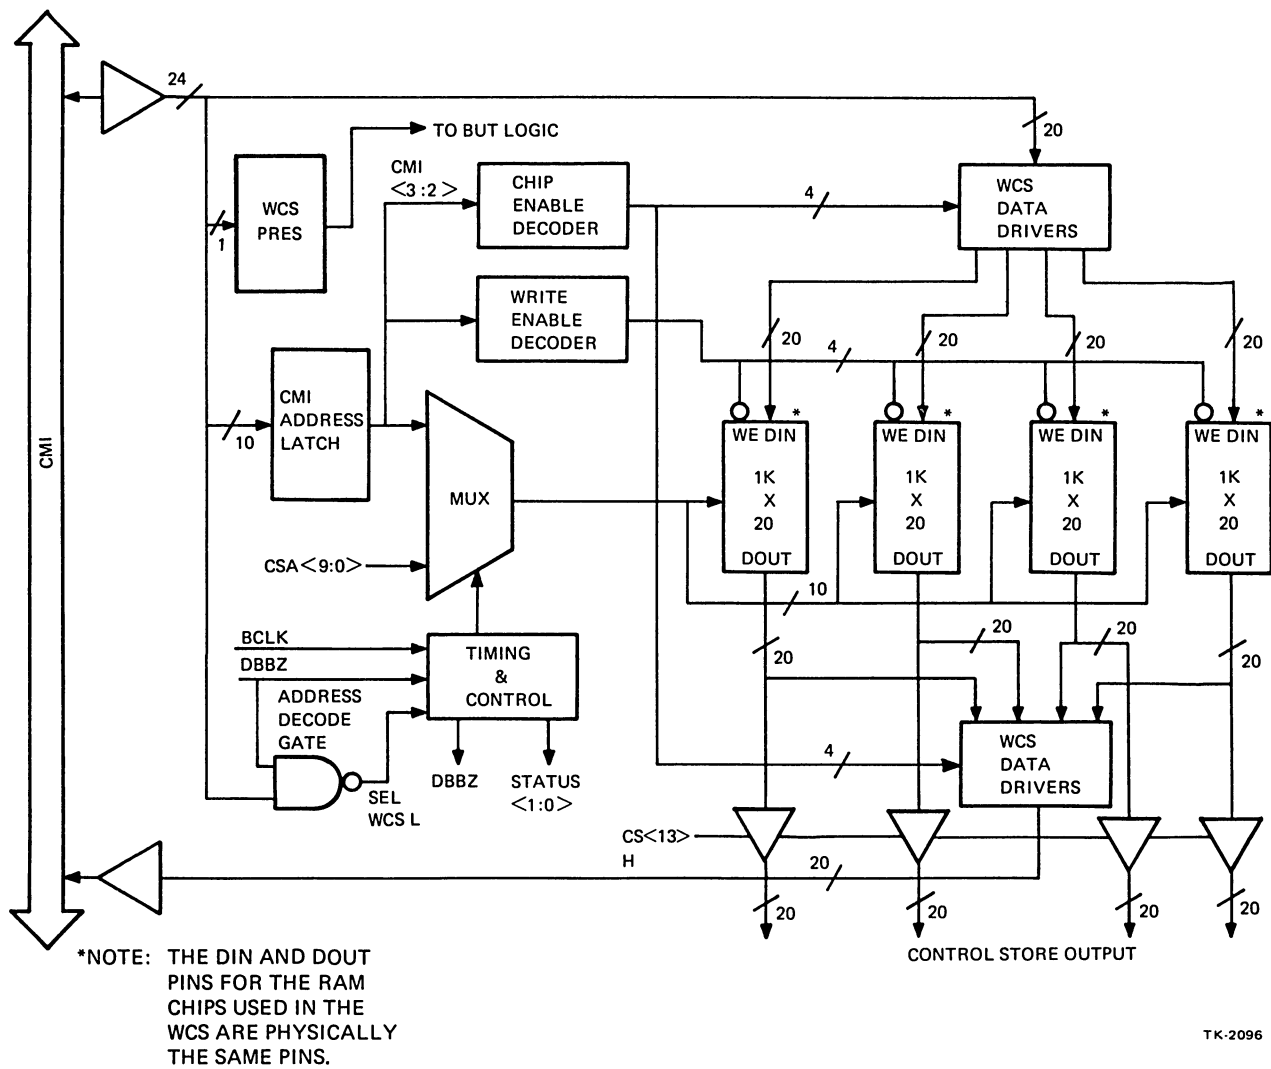 24
20
TO BUT LOGIC
CMI
<3:2>
CHIP
ENABLE
DECODER
4
WCS
DATA
DRIVERS
WCS
PRES
1
WRITE
ENABLE
DECODER
20
20
20
20
4
CMI
CMI
ADDRESS
LATCH
10
MUX
CSA<9:0>
*
WE DIN
1K
X
20
DOUT
*
WE DIN
1K
X
20
DOUT
*
WE DIN
1K
X
20
DOUT
*
WE DIN
1K
X
20
DOUT
10
BCLK
DBBZ
ADDRESS
DECODE
GATE
TIMING
&
CONTROL
20
20
20
20
DBBZ
STATUS
<1:0>
SEL
WCS L
4
WCS
DATA
DRIVERS
CS<13>
H
20
20
20
20
20
CONTROL STORE OUTPUT
*NOTE: THE DIN AND DOUT
PINS FOR THE RAM
CHIPS USED IN THE
WCS ARE PHYSICALLY
THE SAME PINS.
TK-2096